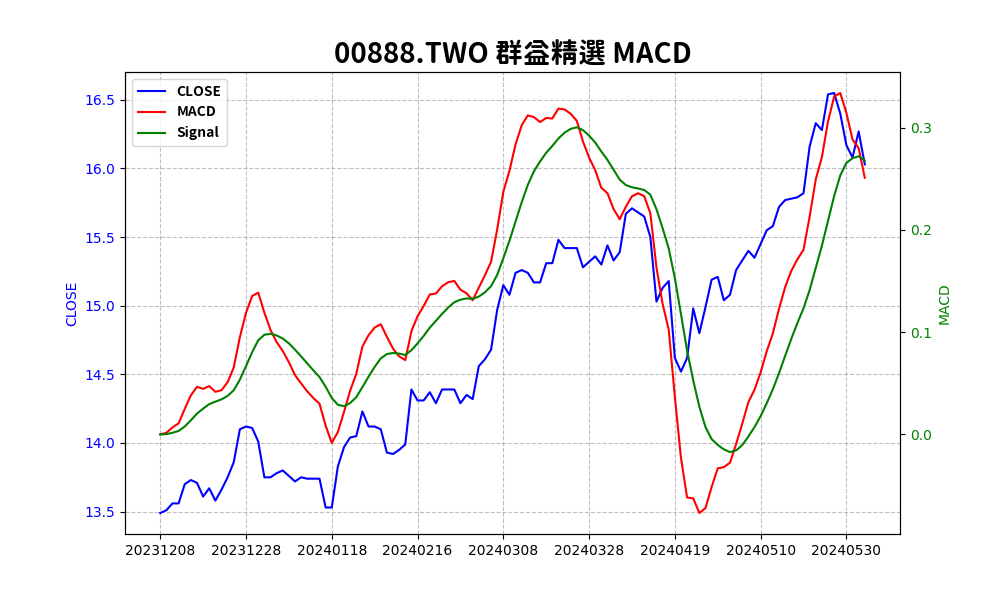 00888.TWO 群益精選 MACD
CLOSE
MACD
Signal
16.5
16.0
15.5
15.0
14.5
14.0
13.5
CLOSE
0.3
0.2
0.1
0.0
MACD
20231208 20231228 20240118 20240216 20240308 20240328 20240419 20240510 20240530